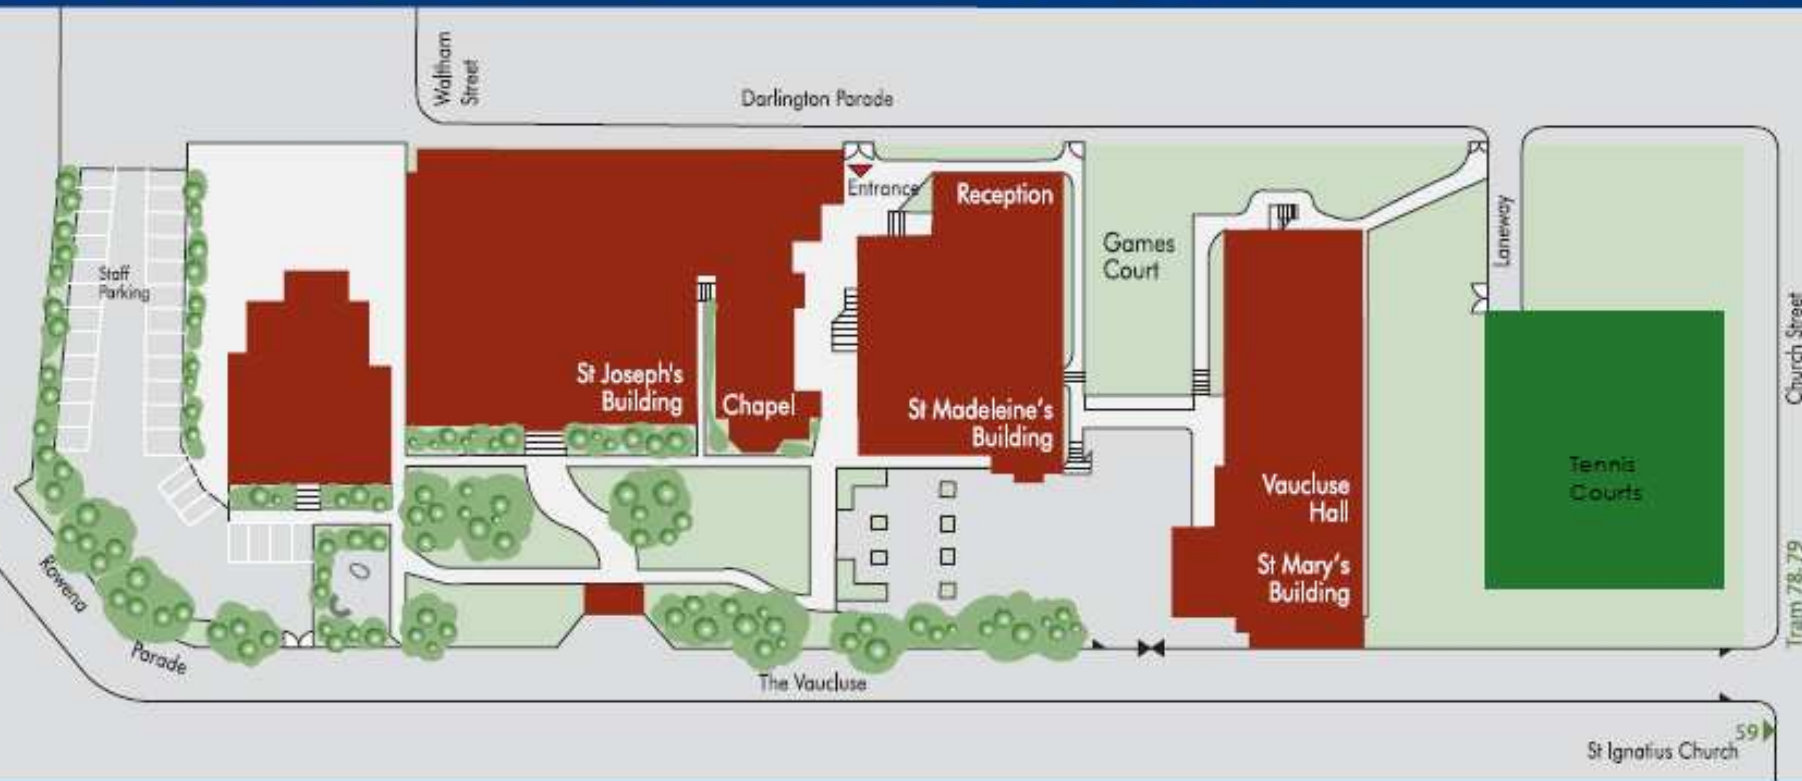 Waltham
Street
Darlington Parade
Entrance
Reception
Staff
Parking
Games
Court
Laneway
Church Street
St Joseph's
Building
Chapel
St Madeleine's
Building
Vaucluse
Hall
St Mary's
Building
Tennis
Courts
Tram 78.79
Rowena
Parade
The Vaucluse
59
St Ignatius Church